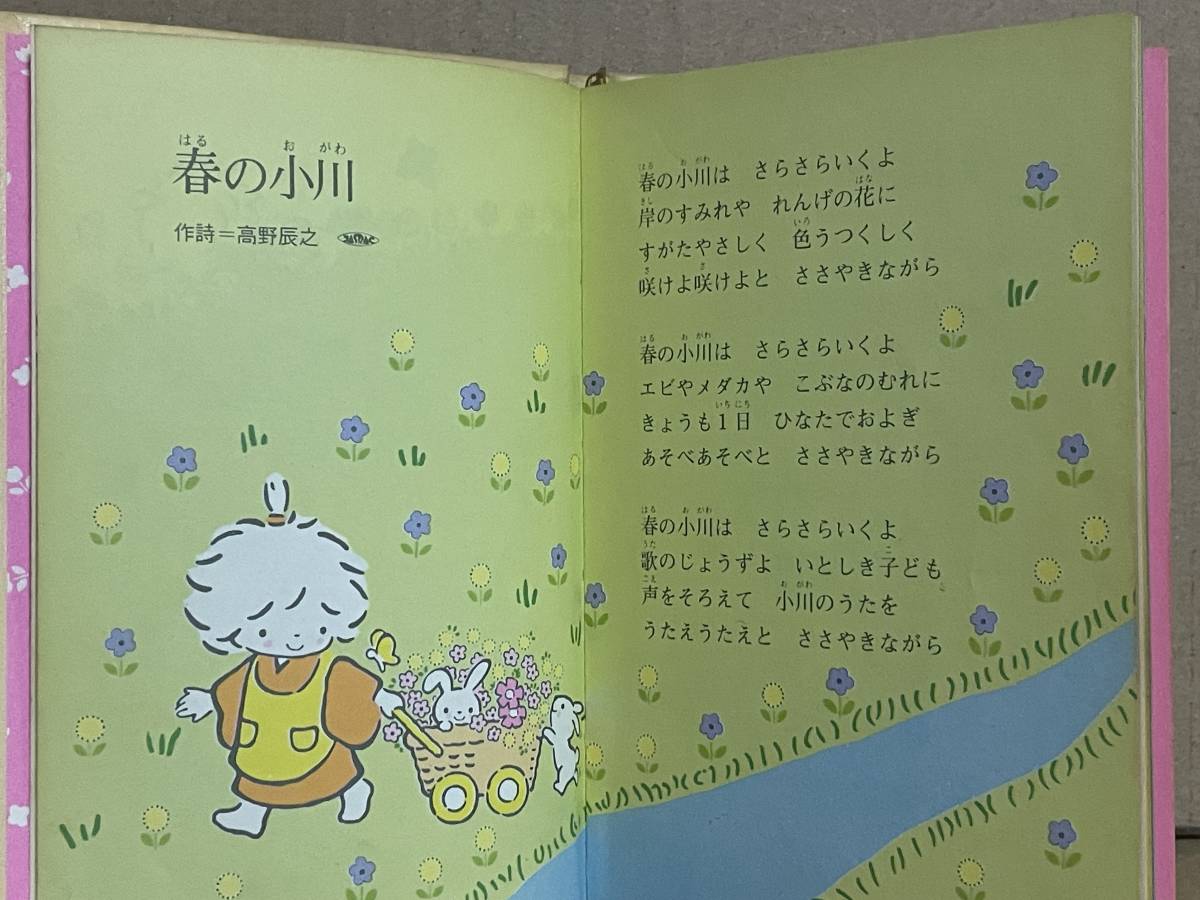 春の小川
作詩＝高野辰之
春の小川は　さらさらいくよ
岸のすみれや　れんげの花に
すがたやさしく　色うつくしく
咲けよ咲けよと　ささやきながら
春の小川は　さらさらいくよ
エビやメダカや　こぶなのむれに
きょうも1日　ひなたでおよぎ
あそべあそべと　ささやきながら
春の小川は　さらさらいくよ
歌のじょうずよ　いとしき子ども
声をそろえて　小川のうたを
うたえうたえと　ささやきながら